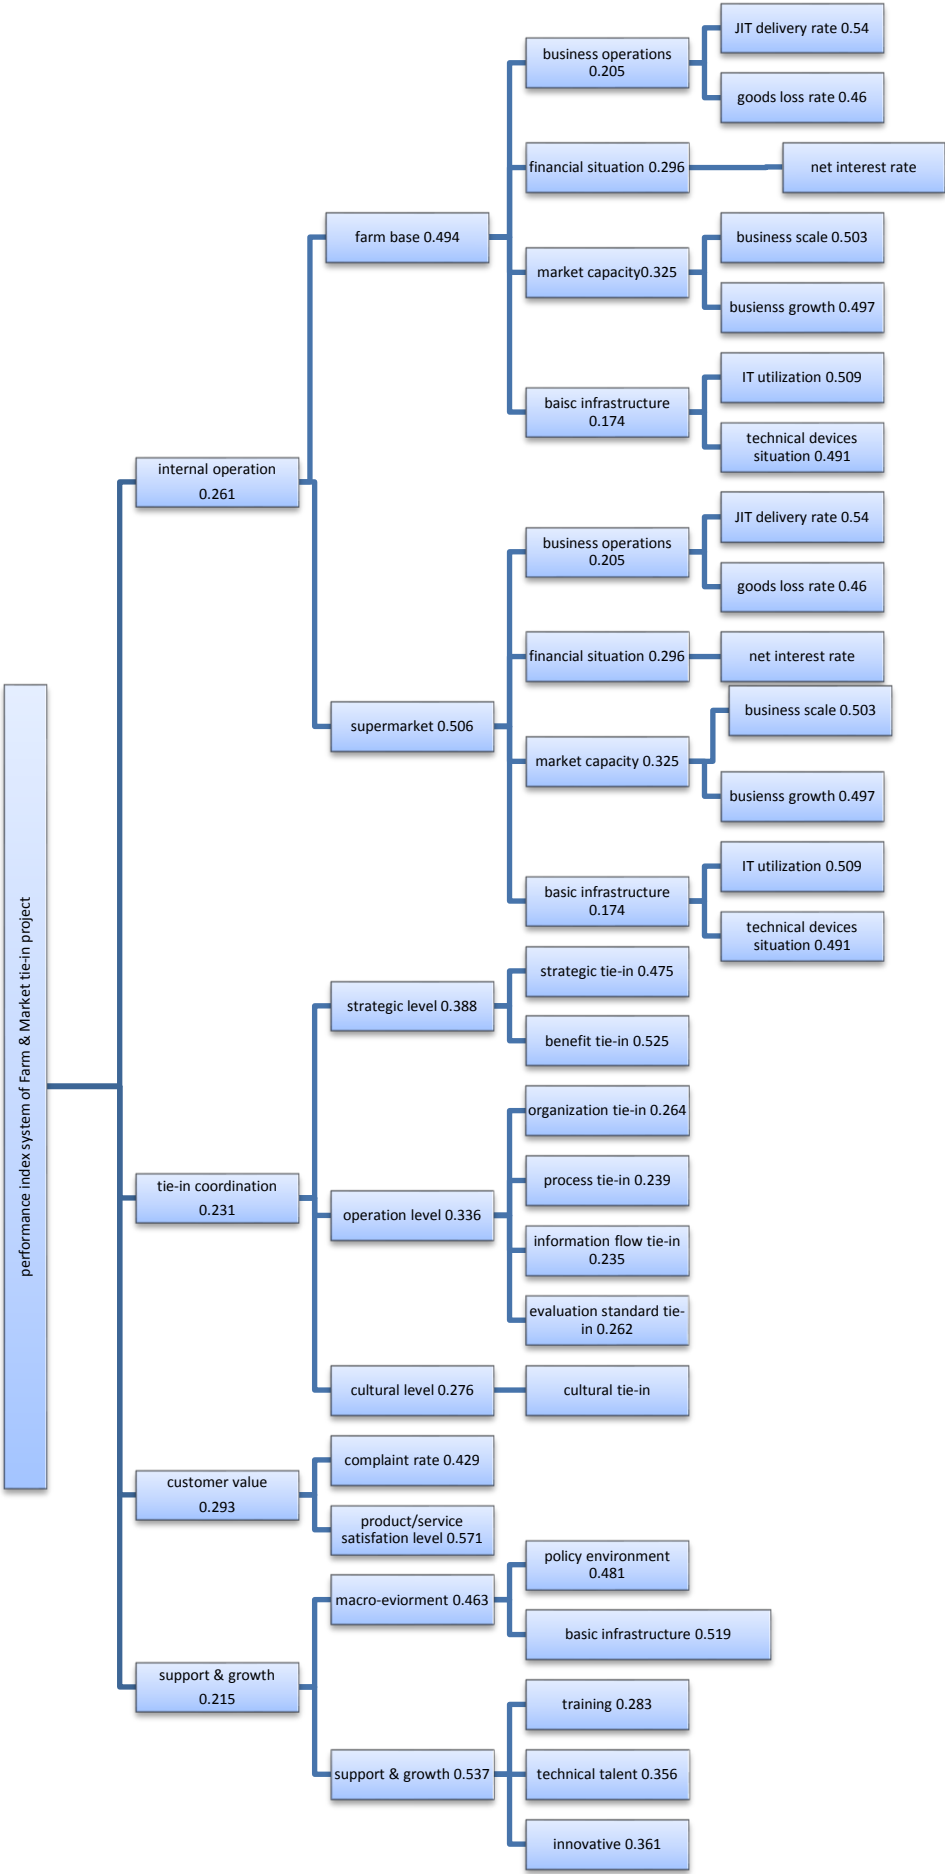 performance index system of Farm & Market tie-in project
internal operation
0.261
farm base 0.494
business operations
0.205
JIT delivery rate 0.54
goods loss rate 0.46
financial situation 0.296
net interest rate
market capacity0.325
business scale 0.503
busienss growth 0.497
baisc infrastructure
0.174
IT utilization 0.509
technical devices
situation 0.491
supermarket 0.506
business operations
0.205
JIT delivery rate 0.54
goods loss rate 0.46
financial situation 0.296
net interest rate
market capacity 0.325
business scale 0.503
busienss growth 0.497
basic infrastructure
0.174
IT utilization 0.509
technical devices
situation 0.491
tie-in coordination
0.231
strategic level 0.388
strategic tie-in 0.475
benefit tie-in 0.525
operation level 0.336
organization tie-in 0.264
process tie-in 0.239
information flow tie-in
0.235
evaluation standard tie-
in 0.262
cultural level 0.276
cultural tie-in
customer value
0.293
complaint rate 0.429
product/service
satisfation level 0.571
support & growth
0.215
macro-eviorment 0.463
policy environment
0.481
basic infrastructure 0.519
support & growth 0.537
training 0.283
technical talent 0.356
innovative 0.361